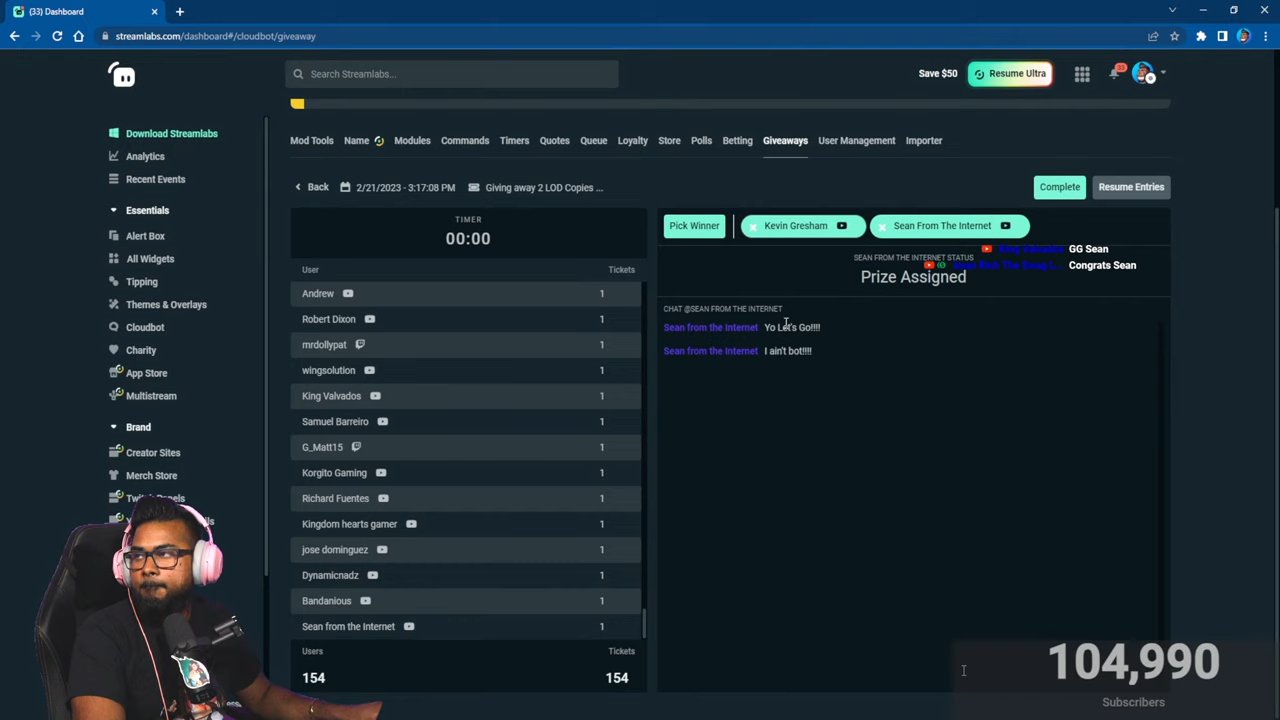 (33) Dashboard
streamlabs.com/dashboard#/cloudbot/giveaway
Search Streamlabs...
Save $50
Resume Ultra
Download Streamlabs
Analytics
Recent Events
Essentials
Alert Box
All Widgets
Tipping
Themes & Overlays
Cloudbot
Charity
App Store
Multistream
Brand
Creator Sites
Merch Store
Mod Tools Name Modules Commands Timers Quotes Queue Loyalty Store Polls Betting Giveaways User Management Importer
Back 2/21/2023 - 3:17:08 PM Giving away 2 LOD Copies ...
Complete Resume Entries
TIMER
00:00
User Tickets
Andrew 1
Robert Dixon 1
mrdollypat 1
wingsolution 1
King Valvados 1
Samuel Barreiro 1
G_Matt15 1
Korgito Gaming 1
Richard Fuentes 1
Kingdom hearts gamer 1
jose dominguez 1
Dynamicnadz 1
Bandanious 1
Sean from the Internet 1
Users Tickets
154 154
Pick Winner Kevin Gresham Sean From The Internet
King Valvados GG Sean
SEAN FROM THE INTERNET STATUS
Congrats Sean
Prize Assigned
CHAT @SEAN FROM THE INTERNET
Sean from the Internet Yo Let's Go!!!!
Sean from the Internet I ain't bot!!!!
104,990
Subscribers